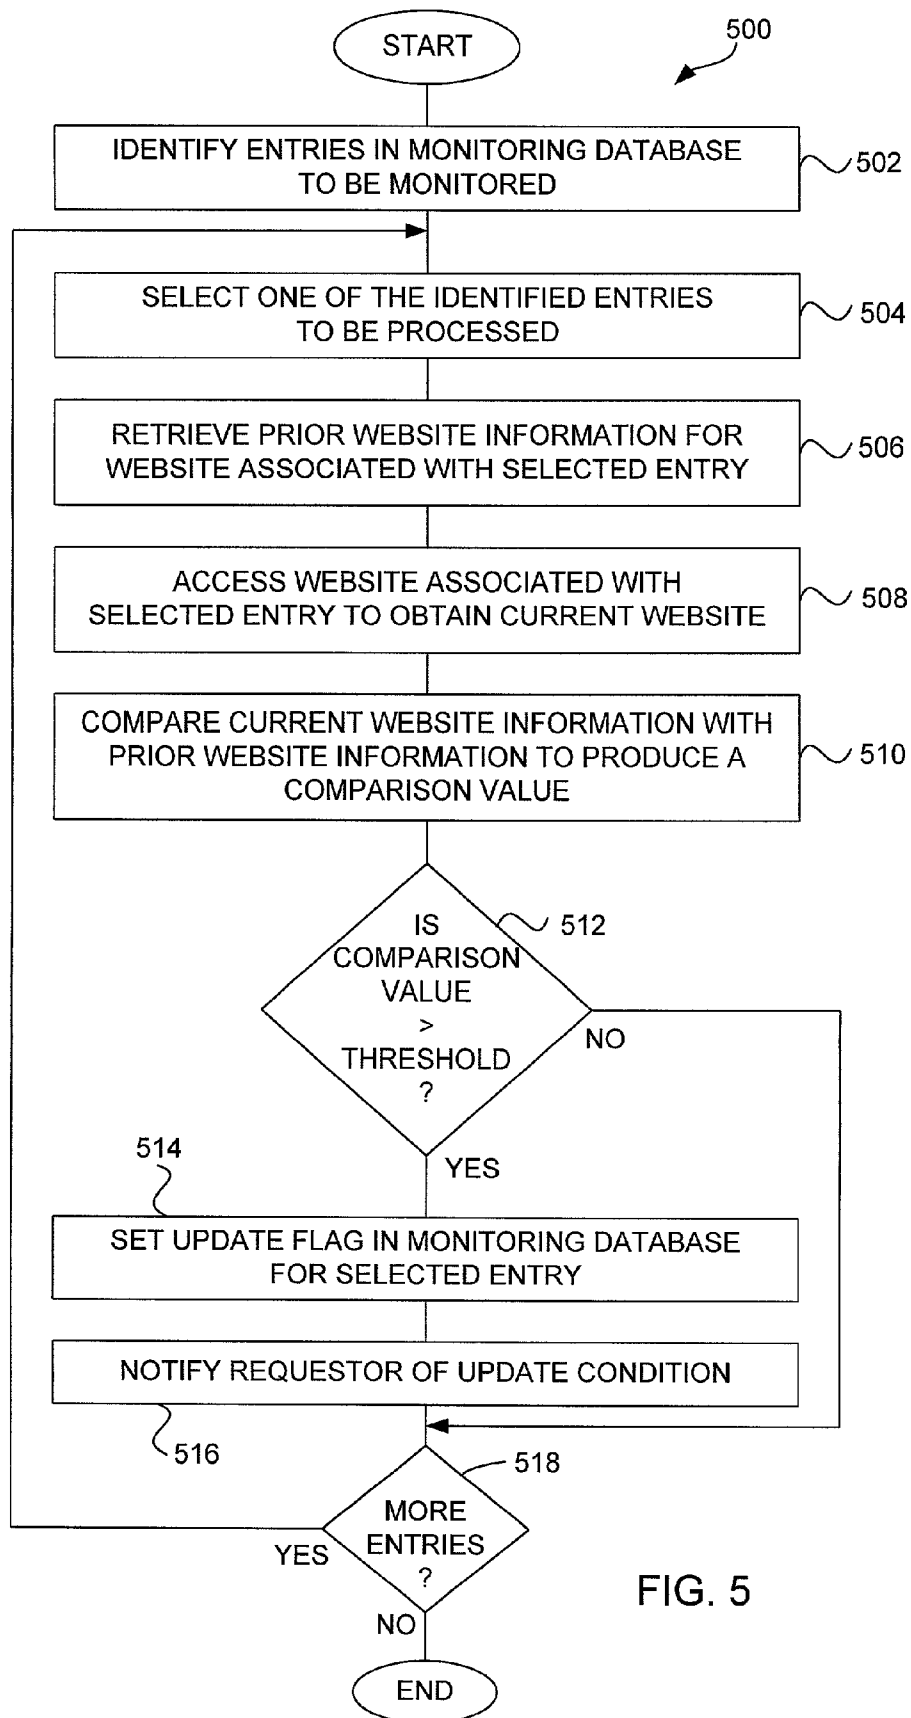 START
500
IDENTIFY ENTRIES IN MONITORING DATABASE
TO BE MONITORED
502
SELECT ONE OF THE IDENTIFIED ENTRIES
TO BE PROCESSED
504
RETRIEVE PRIOR WEBSITE INFORMATION FOR
WEBSITE ASSOCIATED WITH SELECTED ENTRY
506
ACCESS WEBSITE ASSOCIATED WITH
SELECTED ENTRY TO OBTAIN CURRENT WEBSITE
508
COMPARE CURRENT WEBSITE INFORMATION WITH
PRIOR WEBSITE INFORMATION TO PRODUCE A
COMPARISON VALUE
510
IS
COMPARISON
VALUE
>
THRESHOLD
?
512
NO
YES
514
SET UPDATE FLAG IN MONITORING DATABASE
FOR SELECTED ENTRY
NOTIFY REQUESTOR OF UPDATE CONDITION
516
518
MORE
ENTRIES
?
YES
NO
END
FIG. 5